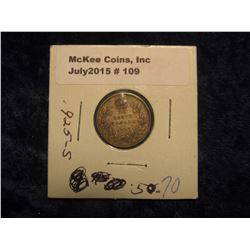 McKee Coins, Inc
July2015 # 109
.925-S
.50-70